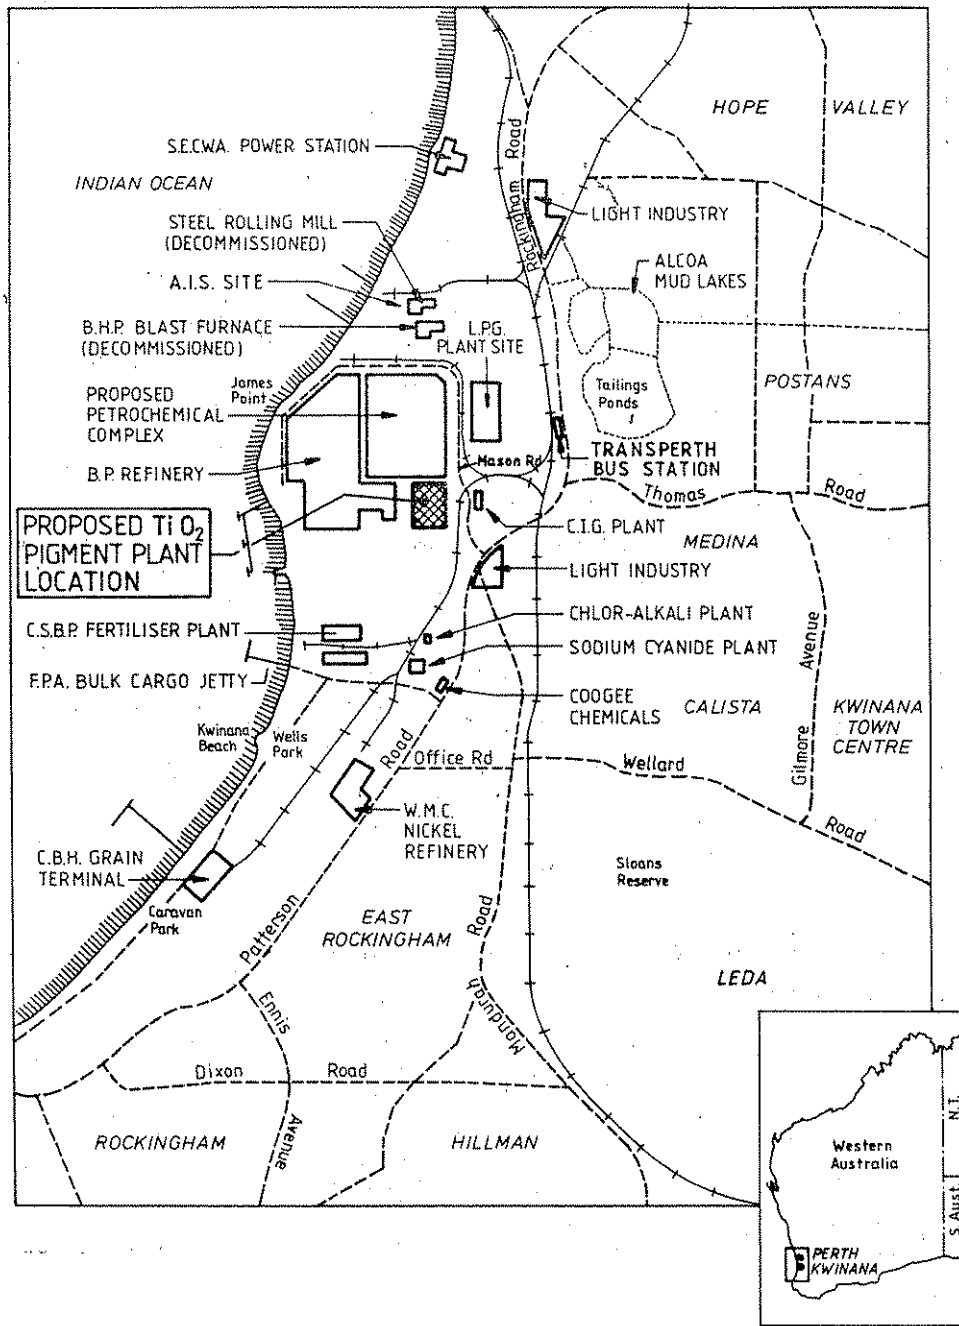 HOPE VALLEY
S.E.C.W.A. POWER STATION
INDIAN OCEAN
Road
Rockingham
LIGHT INDUSTRY
STEEL ROLLING MILL
(DECOMMISSIONED)
A.I.S. SITE
ALCOA
MUD LAKES
B.H.P. BLAST FURNACE
(DECOMMISSIONED)
L.P.G.
PLANT SITE
James
Point
PROPOSED
PETROCHEMICAL
COMPLEX
Tailings
Ponds
POSTANS
B.P. REFINERY
Mason Rd
TRANSPERTH
BUS STATION
Thomas Road
PROPOSED TiO2
PIGMENT PLANT
LOCATION
C.I.G. PLANT
MEDINA
LIGHT INDUSTRY
C.S.B.P. FERTILISER PLANT
CHLOR-ALKALI PLANT
SODIUM CYANIDE PLANT
F.P.A. BULK CARGO JETTY
COOGEE
CHEMICALS
CALISTA
Gilmore Avenue
KWINANA
TOWN
CENTRE
Kwinana
Beach
Wells
Park
Patterson Road
Office Rd
Wellard Road
W.M.C.
NICKEL
REFINERY
C.B.H. GRAIN
TERMINAL
Sloans
Reserve
Caravan
Park
EAST
ROCKINGHAM
Mandurah Road
LEDA
Ennis Avenue
Dixon Road
ROCKINGHAM
HILLMAN
Western
Australia
N.T.
S. Aust.
PERTH
KWINANA